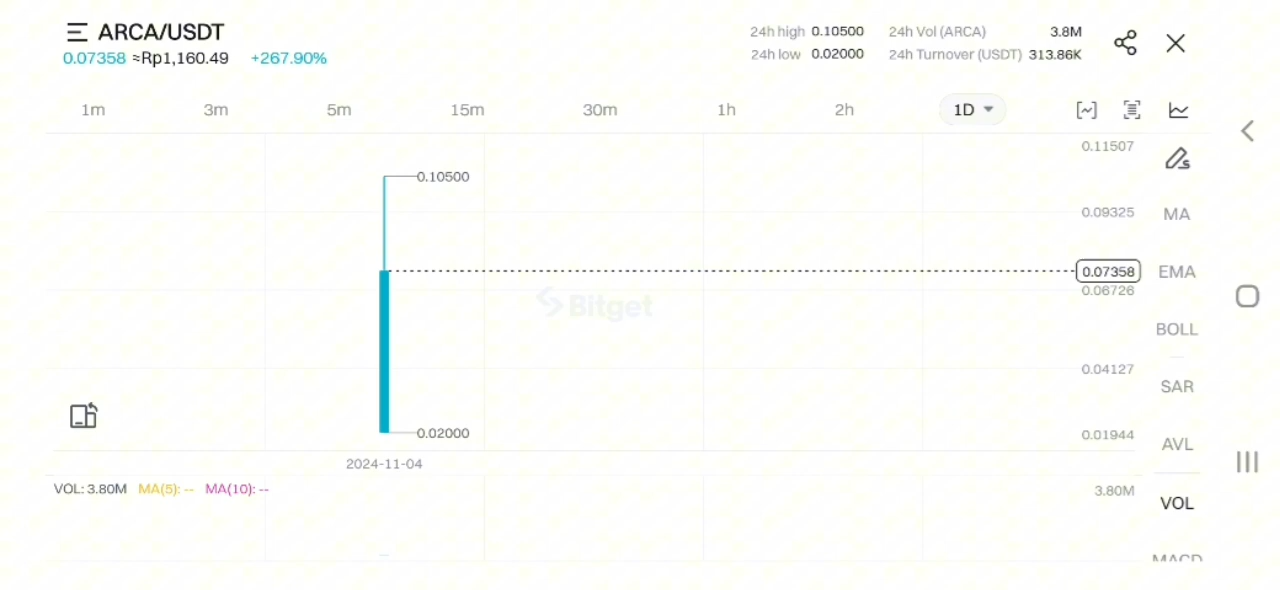 ARCA/USDT
0.07358 ≈Rp1,160.49 +267.90%
24h high 0.10500 24h Vol (ARCA) 3.8M
24h low 0.02000 24h Turnover (USDT) 313.86K
1m 3m 5m 15m 30m 1h 2h 1D
0.11507
0.10500
0.09325
MA
0.07358
EMA
0.06726
Bitget
BOLL
0.04127
SAR
0.02000
0.01944
AVL
2024-11-04
VOL: 3.80M MA(5): -- MA(10): --
3.80M
VOL
MACD